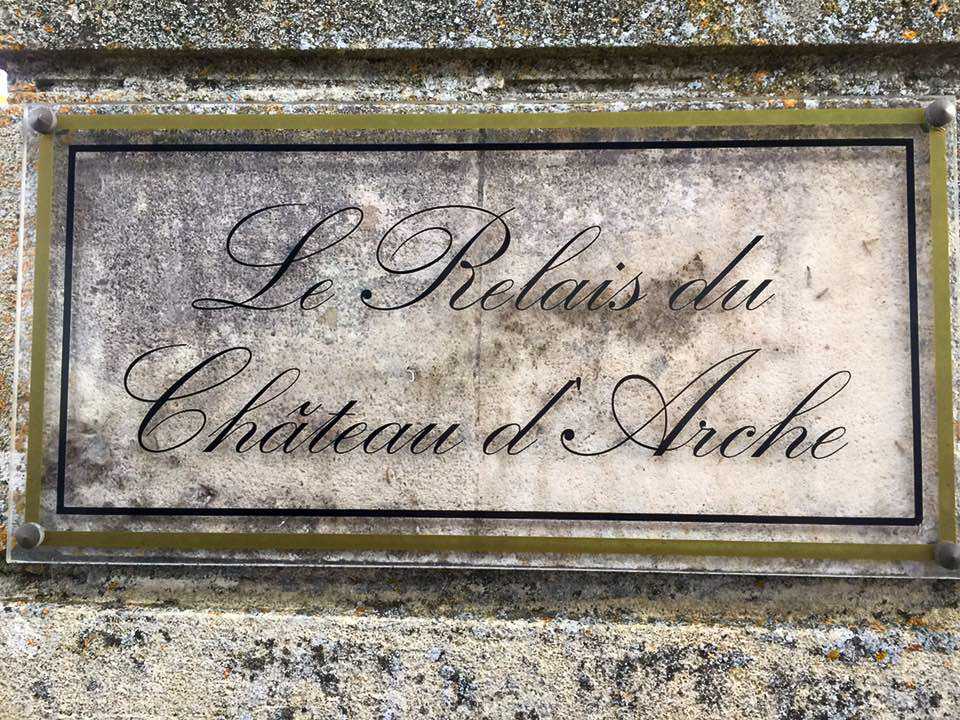 Le Relais du
Château d'Arche